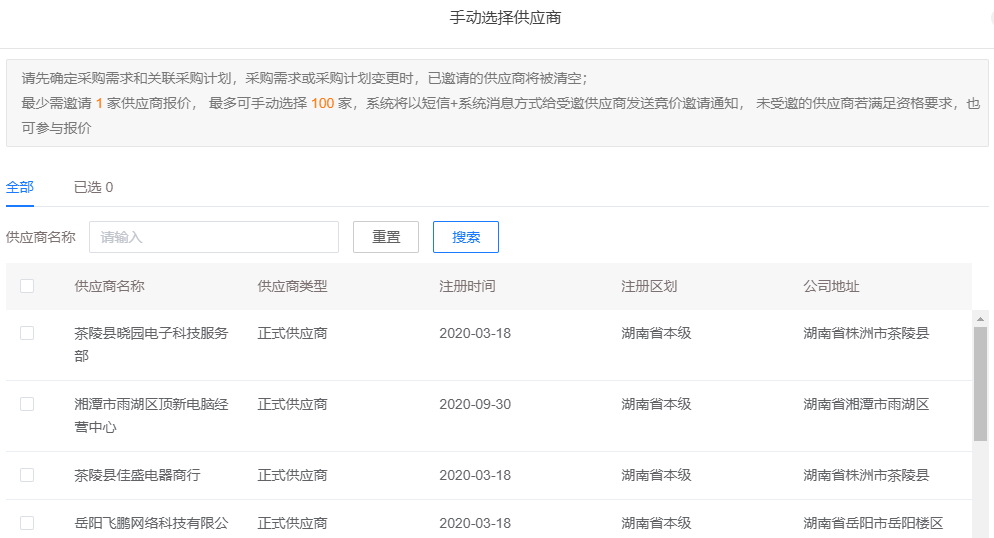 手动选择供应商
请先确定采购需求和关联采购计划，采购需求或采购计划变更时，已邀请的供应商将被清空；
最少需邀请 1 家供应商报价， 最多可手动选择 100 家，系统将以短信+系统消息方式给受邀供应商发送竞价邀请通知， 未受邀的供应商若满足资格要求，也
可参与报价
全部 已选 0
供应商名称 请输入 重置 搜索
供应商名称 供应商类型 注册时间 注册区划 公司地址
茶陵县晓园电子科技服务 正式供应商 2020-03-18 湖南省本级 湖南省株洲市茶陵县
部
湘潭市雨湖区顶新电脑经 正式供应商 2020-09-30 湖南省本级 湖南省湘潭市雨湖区
营中心
茶陵县佳盛电器商行 正式供应商 2020-03-18 湖南省本级 湖南省株洲市茶陵县
岳阳飞鹏网络科技有限公 正式供应商 2020-03-18 湖南省本级 湖南省岳阳市岳阳楼区